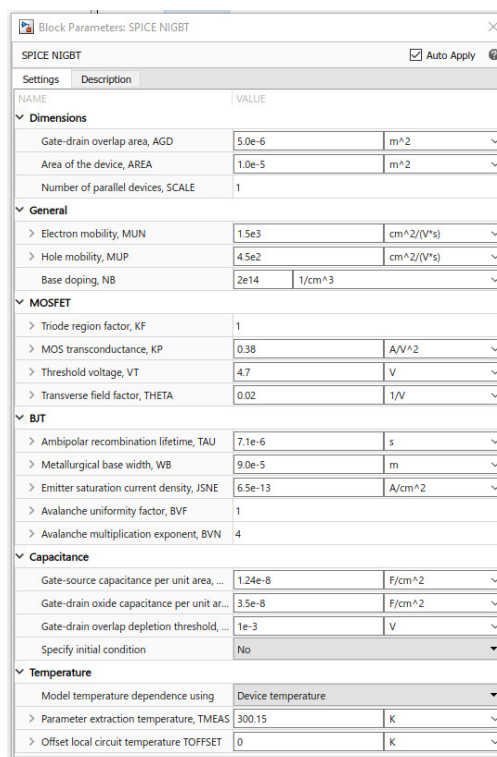 Block Parameters: SPICE NIGBT
SPICE NIGBT Auto Apply
Settings Description
NAME VALUE
Dimensions
Gate-drain overlap area, AGD 5.0e-6 m^2
Area of the device, AREA 1.0e-5 m^2
Number of parallel devices, SCALE 1
General
Electron mobility, MUN 1.5e3 cm^2/(V*s)
Hole mobility, MUP 4.5e2 cm^2/(V*s)
Base doping, NB 2e14 1/cm^3
MOSFET
Triode region factor, KF 1
MOS transconductance, KP 0.38 A/V^2
Threshold voltage, VT 4.7 V
Transverse field factor, THETA 0.02 1/V
BJT
Ambipolar recombination lifetime, TAU 7.1e-6 s
Metallurgical base width, WB 9.0e-5 m
Emitter saturation current density, JSNE 6.5e-13 A/cm^2
Avalanche uniformity factor, BVF 1
Avalanche multiplication exponent, BVN 4
Capacitance
Gate-source capacitance per unit area, ... 1.24e-8 F/cm^2
Gate-drain oxide capacitance per unit ar... 3.5e-8 F/cm^2
Gate-drain overlap depletion threshold, ... 1e-3 V
Specify initial condition No
Temperature
Model temperature dependence using Device temperature
Parameter extraction temperature, TMEAS 300.15 K
Offset local circuit temperature TOFFSET 0 K